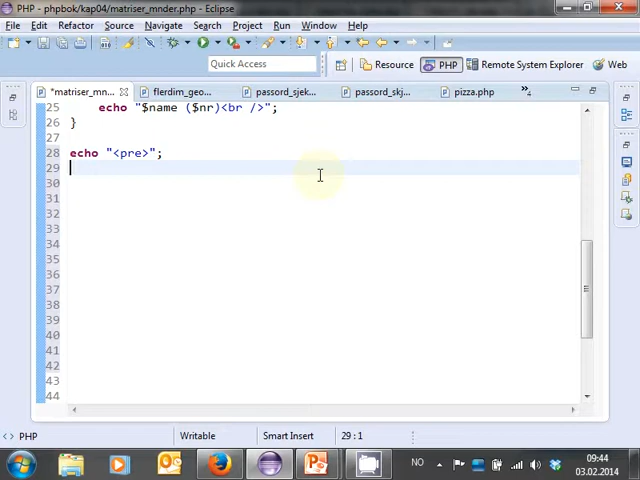 PHP - phpbok/kap04/matriser_mnder.php - Eclipse
File Edit Refactor Source Navigate Search Project Run Window Help
Quick Access Resource PHP Remote System Explorer Web
*matriser_mn... flerdim_geo... passord_sjek... passord_skj... pizza.php »4
25 echo "$name ($nr)<br />";
26 }
27
28 echo "<pre>";
29
30
31
32
33
34
35
36
37
38
39
40
41
42
43
44
PHP Writable Smart Insert 29 : 1
NO 09:44
03.02.2014